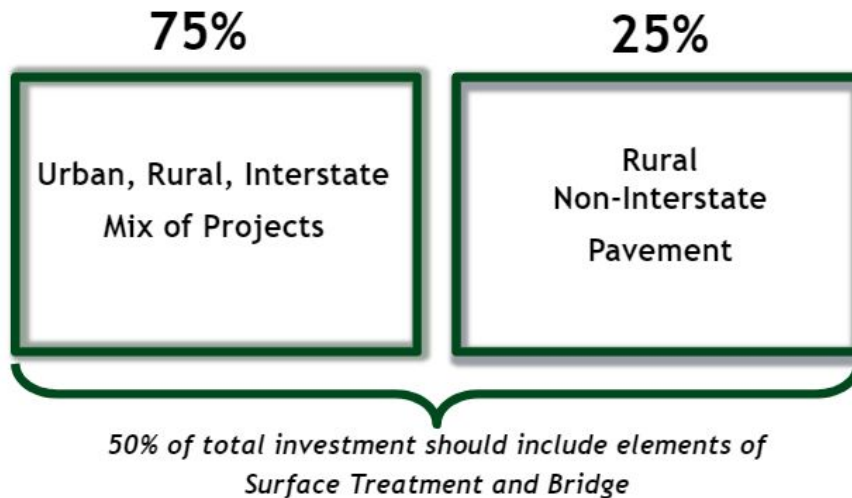 75%
Urban, Rural, Interstate
Mix of Projects
25%
Rural
Non-Interstate
Pavement
50% of total investment should include elements of
Surface Treatment and Bridge